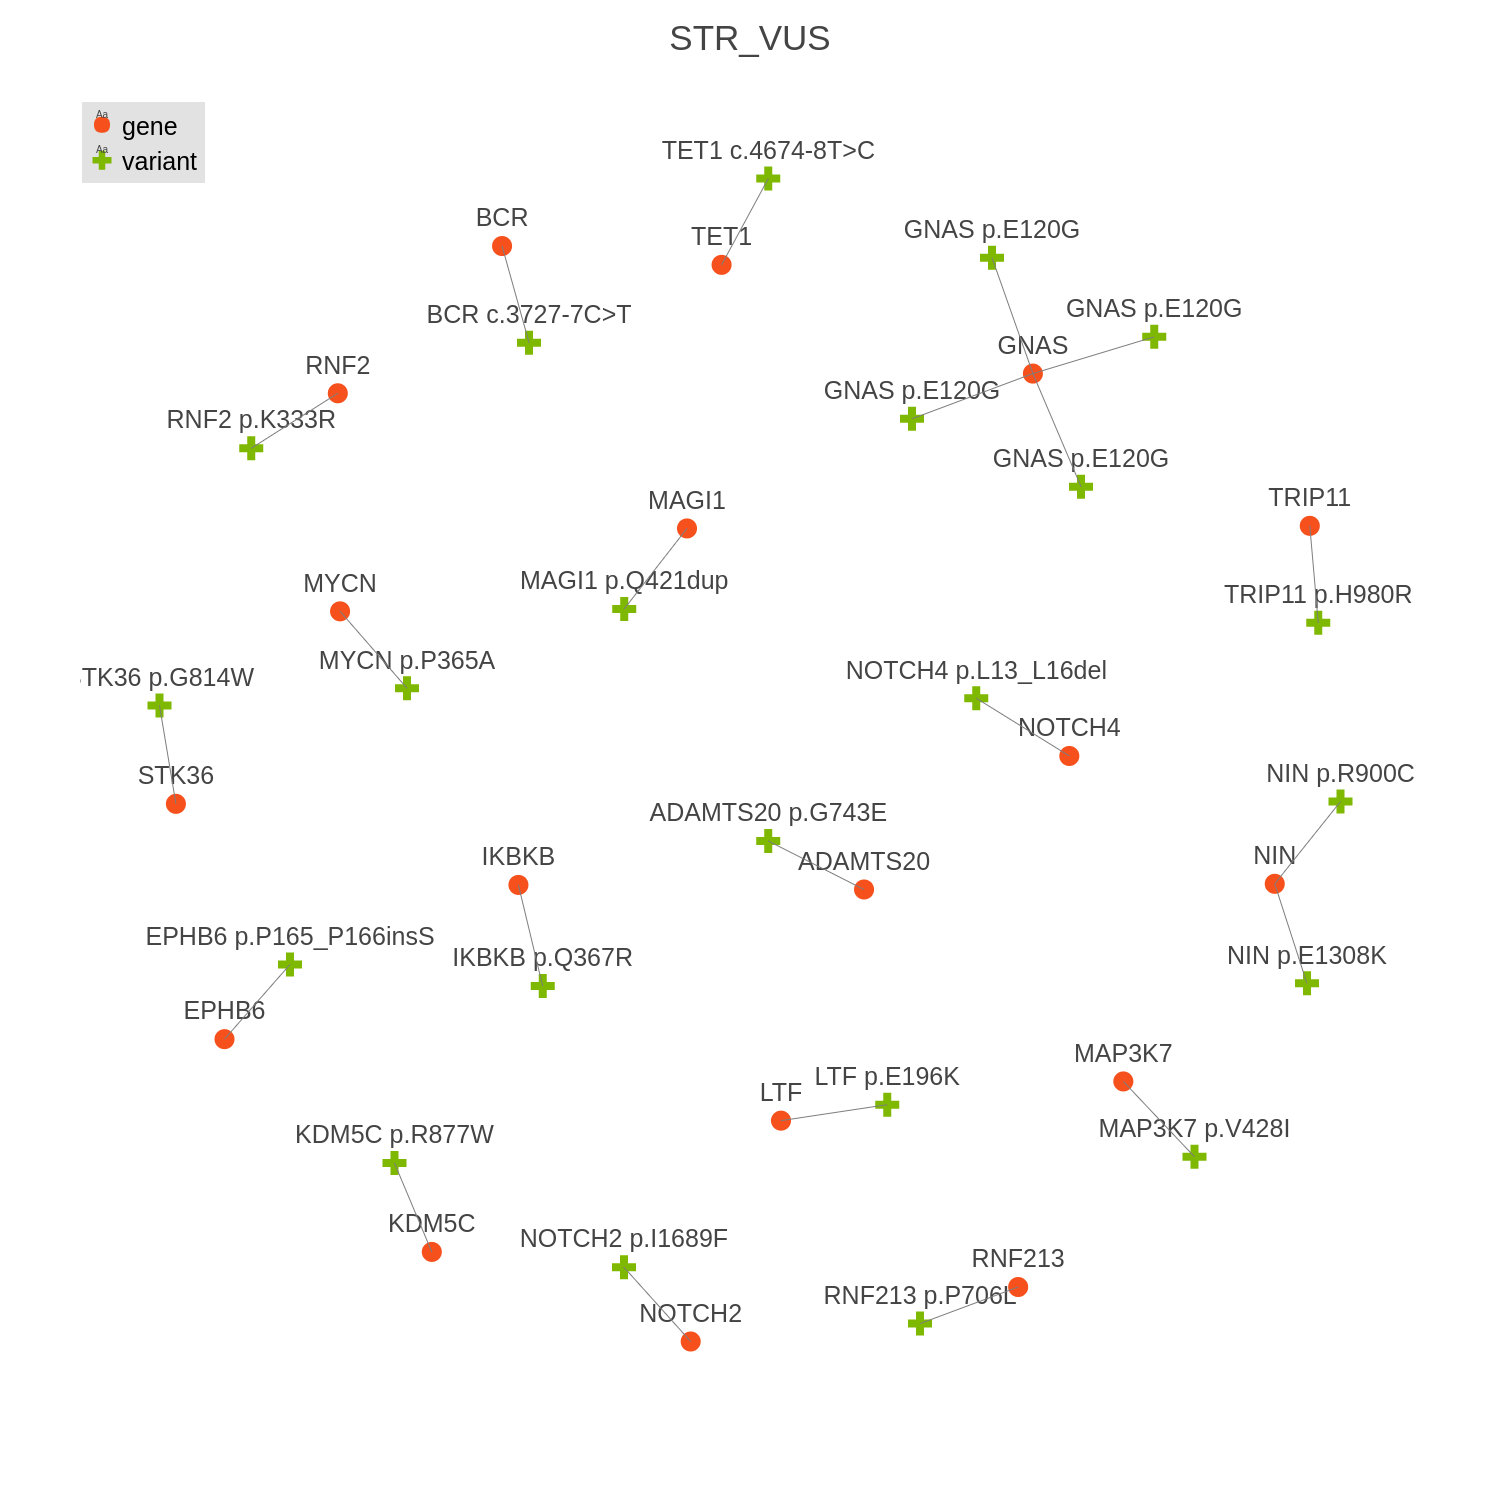 STR_VUS
Aa
gene
Aa
variant
TET1 c.4674-8T>C
BCR
GNAS p.E120G
TET1
GNAS p.E120G
BCR c.3727-7C>T
GNAS
RNF2
GNAS p.E120G
RNF2 p.K333R
GNAS p.E120G
TRIP11
MAGI1
MAGI1 p.Q421dup
MYCN
TRIP11 p.H980R
MYCN p.P365A
NOTCH4 p.L13_L16del
TK36 p.G814W
NOTCH4
NIN p.R900C
STK36
ADAMTS20 p.G743E
NIN
IKBKB
ADAMTS20
EPHB6 p.P165_P166insS
NIN p.E1308K
IKBKB p.Q367R
EPHB6
MAP3K7
LTF p.E196K
LTF
MAP3K7 p.V428I
KDM5C p.R877W
KDM5C
NOTCH2 p.I1689F
RNF213
RNF213 p.P706L
NOTCH2